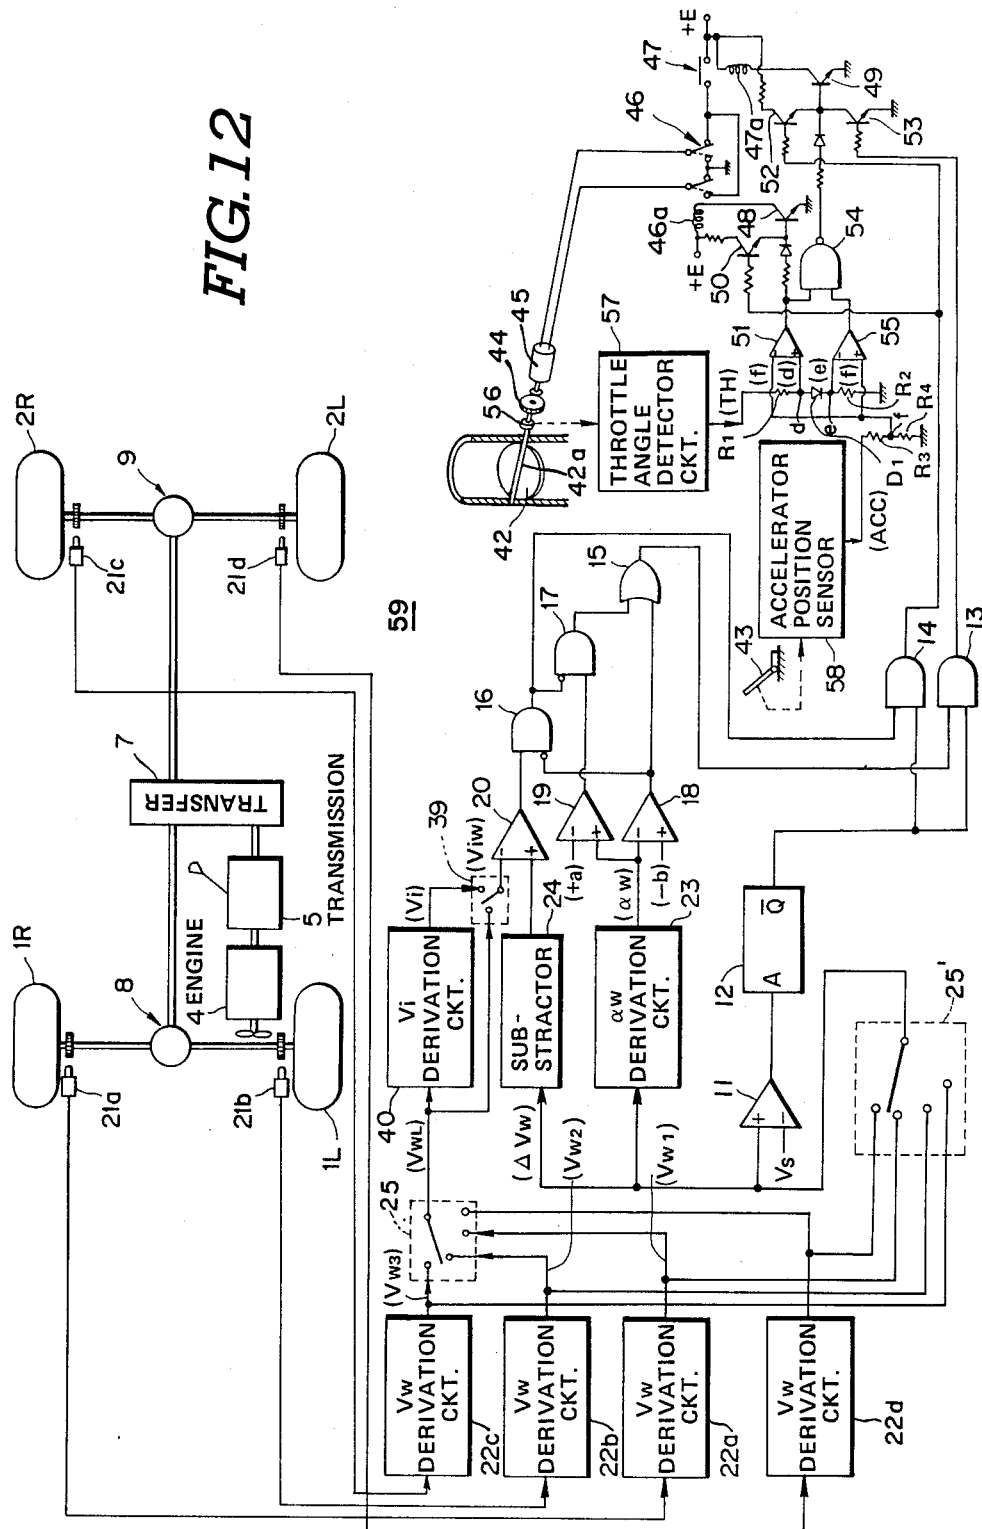 FIG.12
1R
21a
8
4 ENGINE
21b
1L
5
TRANSMISSION
7
TRANSFER
9
2R
21c
21d
2L
59
Vw
DERIVATION
CKT.
22c
Vw
DERIVATION
CKT.
22b
Vw
DERIVATION
CKT.
22a
Vw
DERIVATION
CKT.
22d
(Vw3)
25
(VwL)
(ΔVw)
(Vw2)
(Vw1)
40
Vi
DERIVATION
CKT.
(Vi)
39
(Viw)
SUB-
STRACTOR
24
αw
DERIVATION
CKT.
23
(αw)
(+a)
(−b)
20
− +
19
− +
18
− +
16
17
15
11
+ −
Vs
12
A Q̄
25'
14
13
42
42a
56
44
45
57
THROTTLE
ANGLE
DETECTOR
CKT.
(TH)
43
ACCELERATOR
POSITION
SENSOR
58
(ACC)
R1
(f)
(d)
d
(e)
e
(f)
R2
f
D1
R3
R4
51
55
54
+E
50
46a
48
46
47
+E
47a
49
52
53